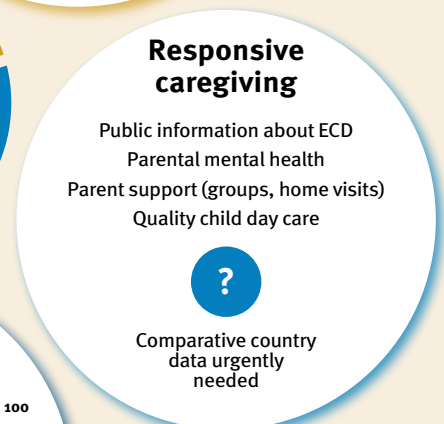 Responsive
caregiving
Public information about ECD
Parental mental health
Parent support (groups, home visits)
Quality child day care
?
Comparative country
data urgently
needed
100